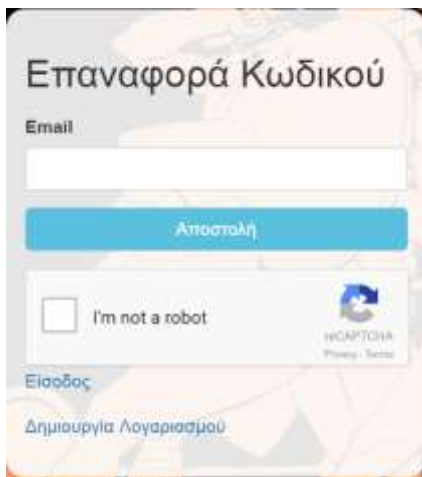 Επαναφορά Κωδικού
Email
Αποστολή
I'm not a robot
reCAPTCHA
Privacy - Terms
Είσοδος
Δημιουργία Λογαριασμού